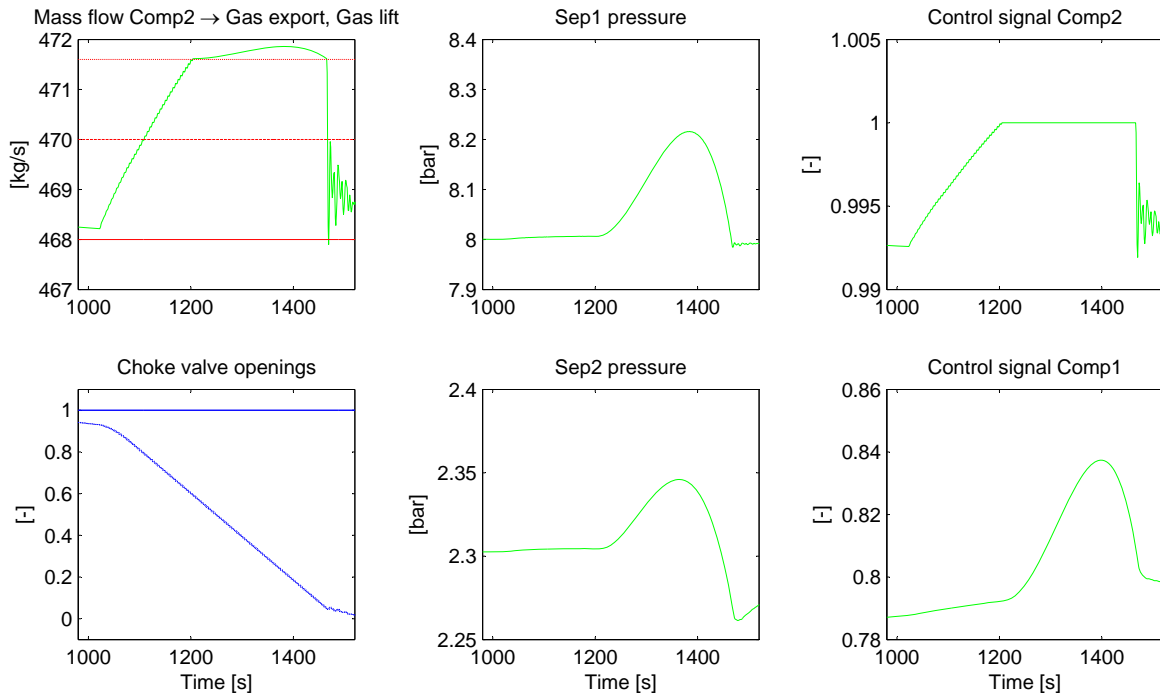 Mass flow Comp2 → Gas export, Gas lift
472
471
470
469
468
467
[kg/s]
1000 1200 1400
Sep1 pressure
8.4
8.3
8.2
8.1
8
7.9
[bar]
1000 1200 1400
Control signal Comp2
1.005
1
0.995
0.99
[-]
1000 1200 1400
Choke valve openings
1
0.8
0.6
0.4
0.2
0
[-]
1000 1200 1400
Time [s]
Sep2 pressure
2.4
2.35
2.3
2.25
[bar]
1000 1200 1400
Time [s]
Control signal Comp1
0.86
0.84
0.82
0.8
0.78
[-]
1000 1200 1400
Time [s]